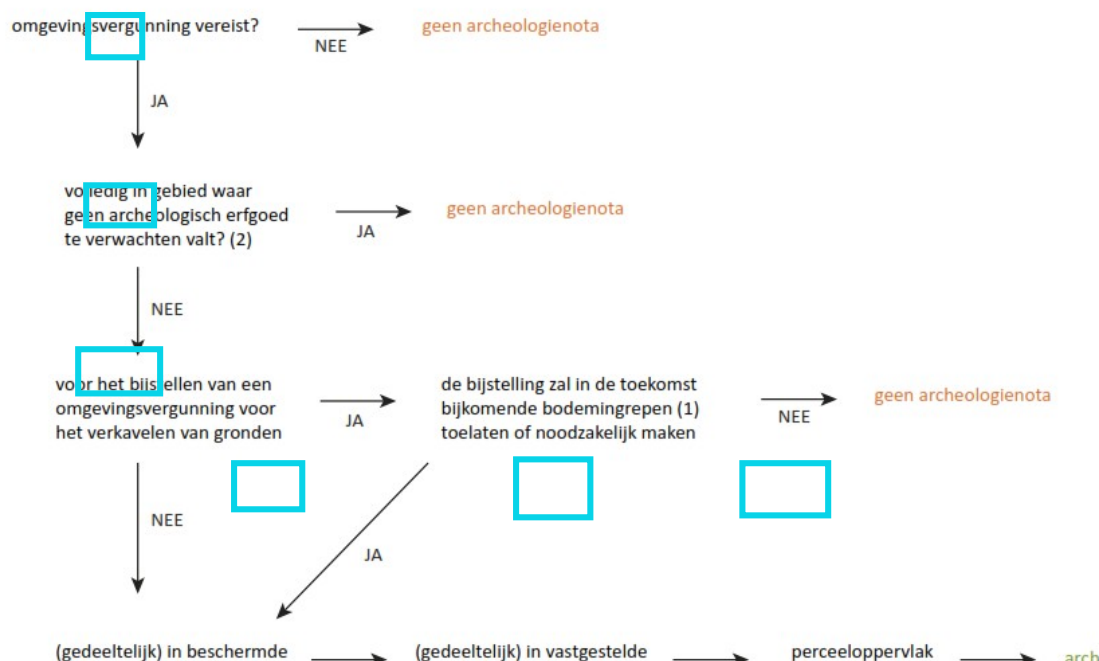 omgevingsvergunning vereist?
NEE
geen archeologienota
JA
volledig in gebied waar
geen archeologisch erfgoed
te verwachten valt? (2)
JA
geen archeologienota
NEE
voor het bijstellen van een
omgevingsvergunning voor
het verkavelen van gronden
JA
de bijstelling zal in de toekomst
bijkomende bodemingrepen (1)
toelaten of noodzakelijk maken
NEE
geen archeologienota
NEE
JA
(gedeeltelijk) in beschermde
(gedeeltelijk) in vastgestelde
perceeloppervlak
arch